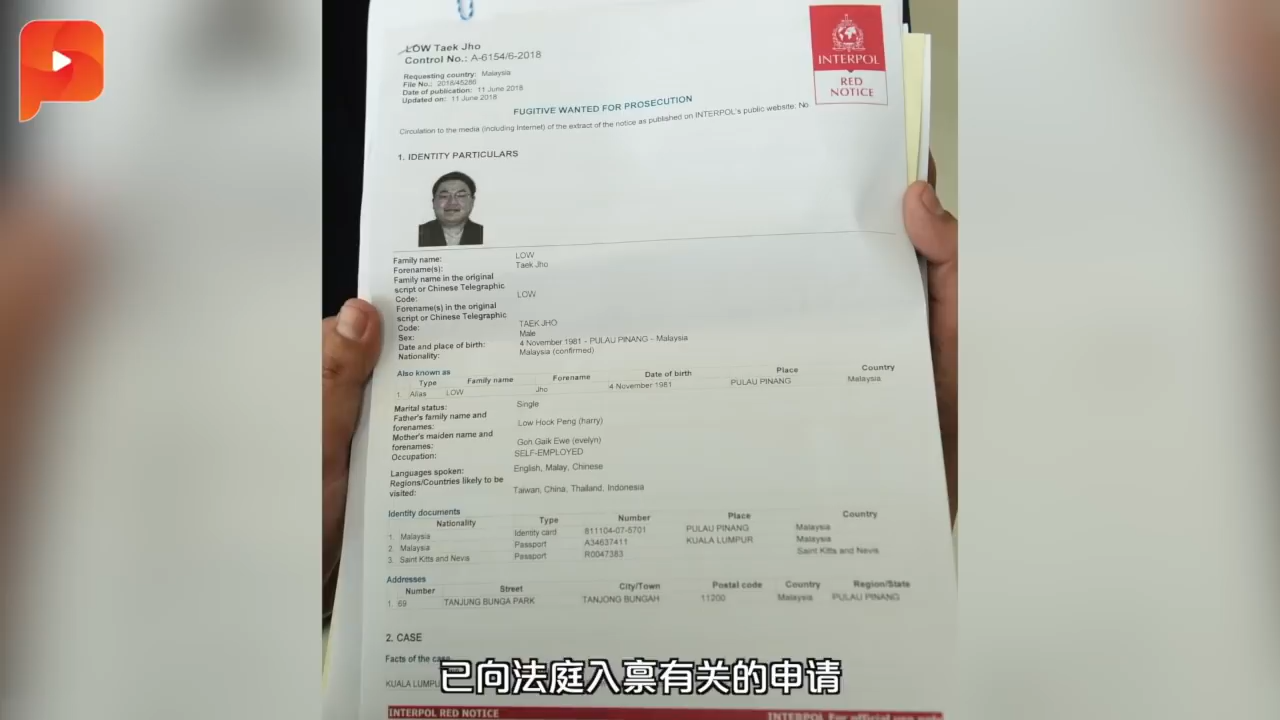 LOW Taek Jho
Control No.: A-6154/6-2018
INTERPOL
RED
NOTICE
Requesting country: Malaysia
File No.: 2018/45286
Date of publication: 11 June 2018
Updated on: 11 June 2018
FUGITIVE WANTED FOR PROSECUTION
Circulation to the media (including Internet) of the extract of the notice as published on INTERPOL's public website: No
1. IDENTITY PARTICULARS
Family name: LOW
Forename(s): Taek Jho
Family name in the original
script or Chinese Telegraphic
Code: LOW
Forename(s) in the original
script or Chinese Telegraphic
Code: TAEK JHO
Sex: Male
Date and place of birth: 4 November 1981 - PULAU PINANG - Malaysia
Nationality: Malaysia (confirmed)
Also known as
Type Family name Forename Date of birth Place Country
1. Alias LOW Jho 4 November 1981 PULAU PINANG Malaysia
Marital status: Single
Father's family name and
forenames: Low Hock Peng (harry)
Mother's maiden name and
forenames: Goh Gaik Ewe (evelyn)
Occupation: SELF-EMPLOYED
Languages spoken: English, Malay, Chinese
Regions/Countries likely to be
visited: Taiwan, China, Thailand, Indonesia
Identity documents
Nationality Type Number Place Country
1. Malaysia Identity card 811104-07-5701 PULAU PINANG Malaysia
2. Malaysia Passport A34637411 KUALA LUMPUR Malaysia
3. Saint Kitts and Nevis Passport R0047383 Saint Kitts and Nevis
Addresses
Number Street City/Town Postal code Country Region/State
1. 69 TANJUNG BUNGA PARK TANJONG BUNGAH 11200 Malaysia PULAU PINANG
2. CASE
Facts of the
KUALA
已向法庭入禀有关的申请
INTERPOL RED NOTICE
INTERPOL For official use